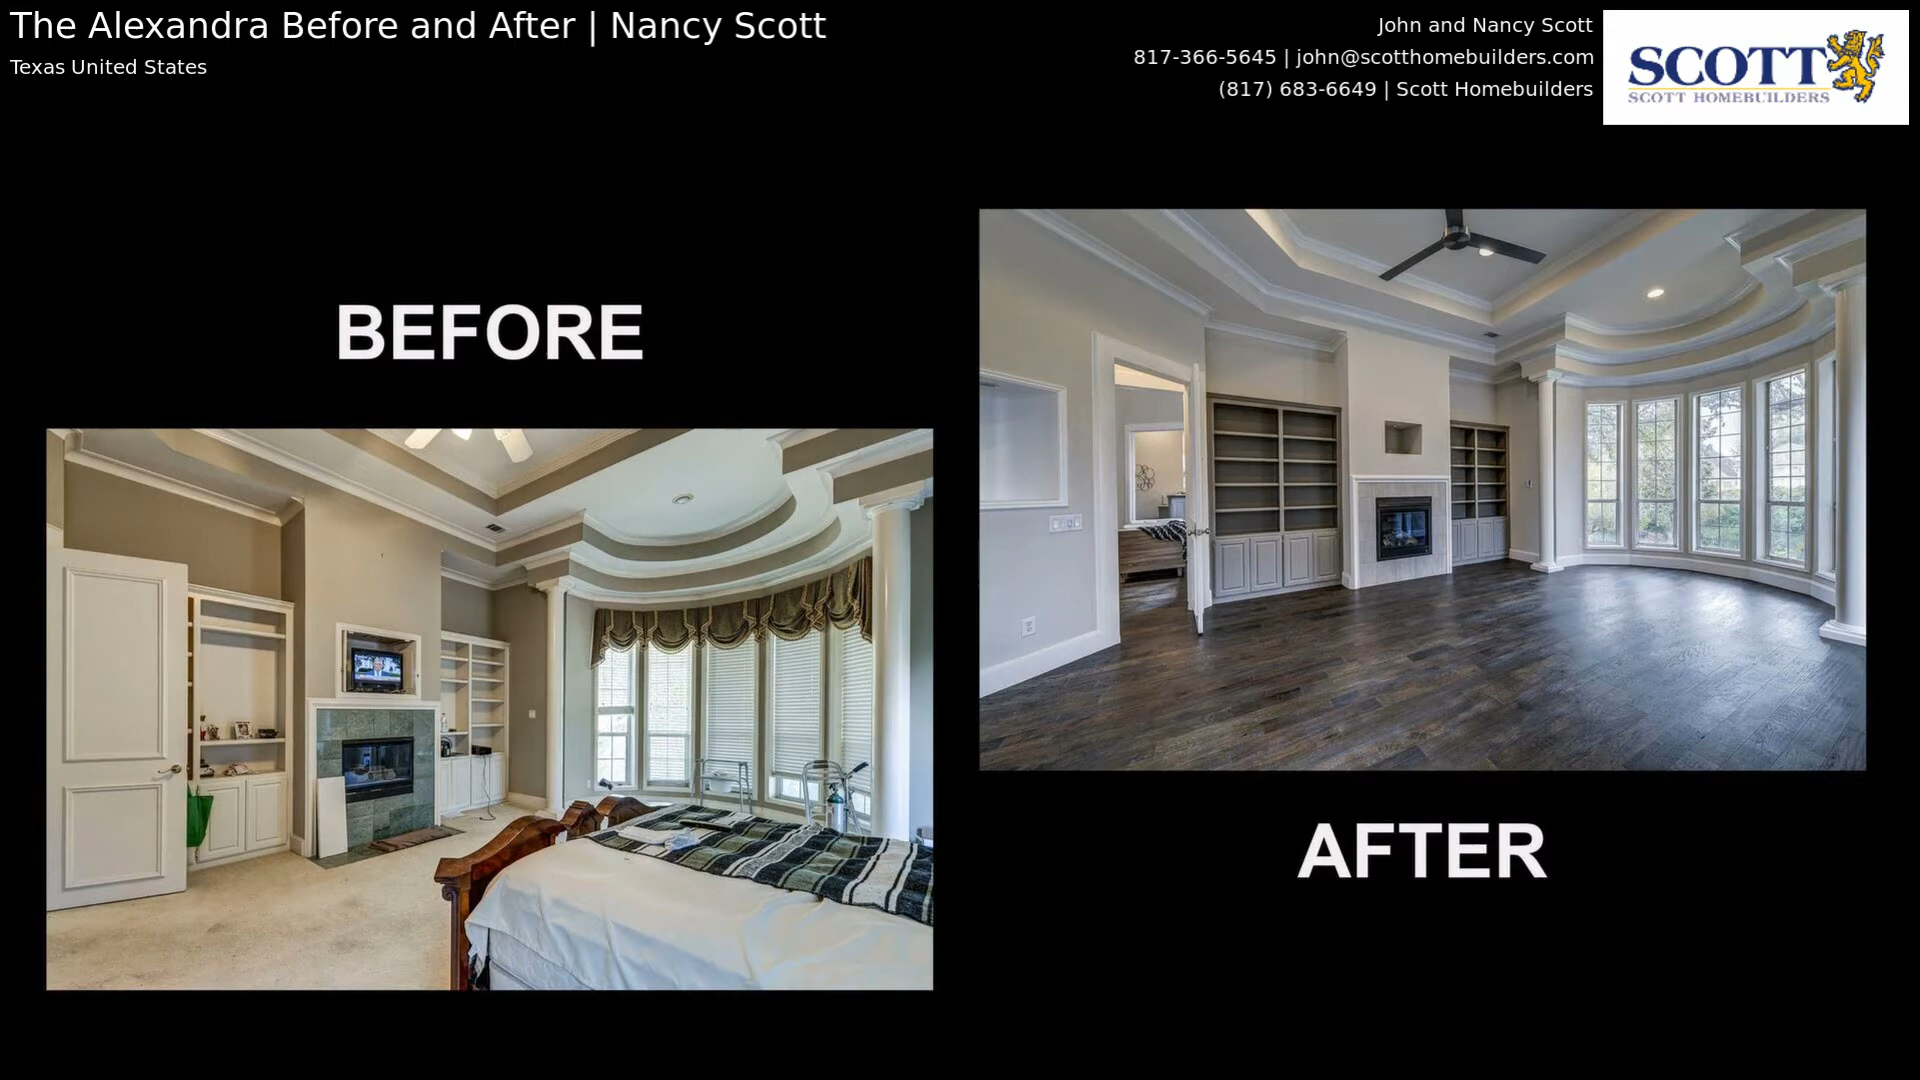 The Alexandra Before and After | Nancy Scott
Texas United States
John and Nancy Scott
817-366-5645 | john@scotthomebuilders.com
(817) 683-6649 | Scott Homebuilders
SCOTT
SCOTT HOMEBUILDERS
BEFORE
AFTER